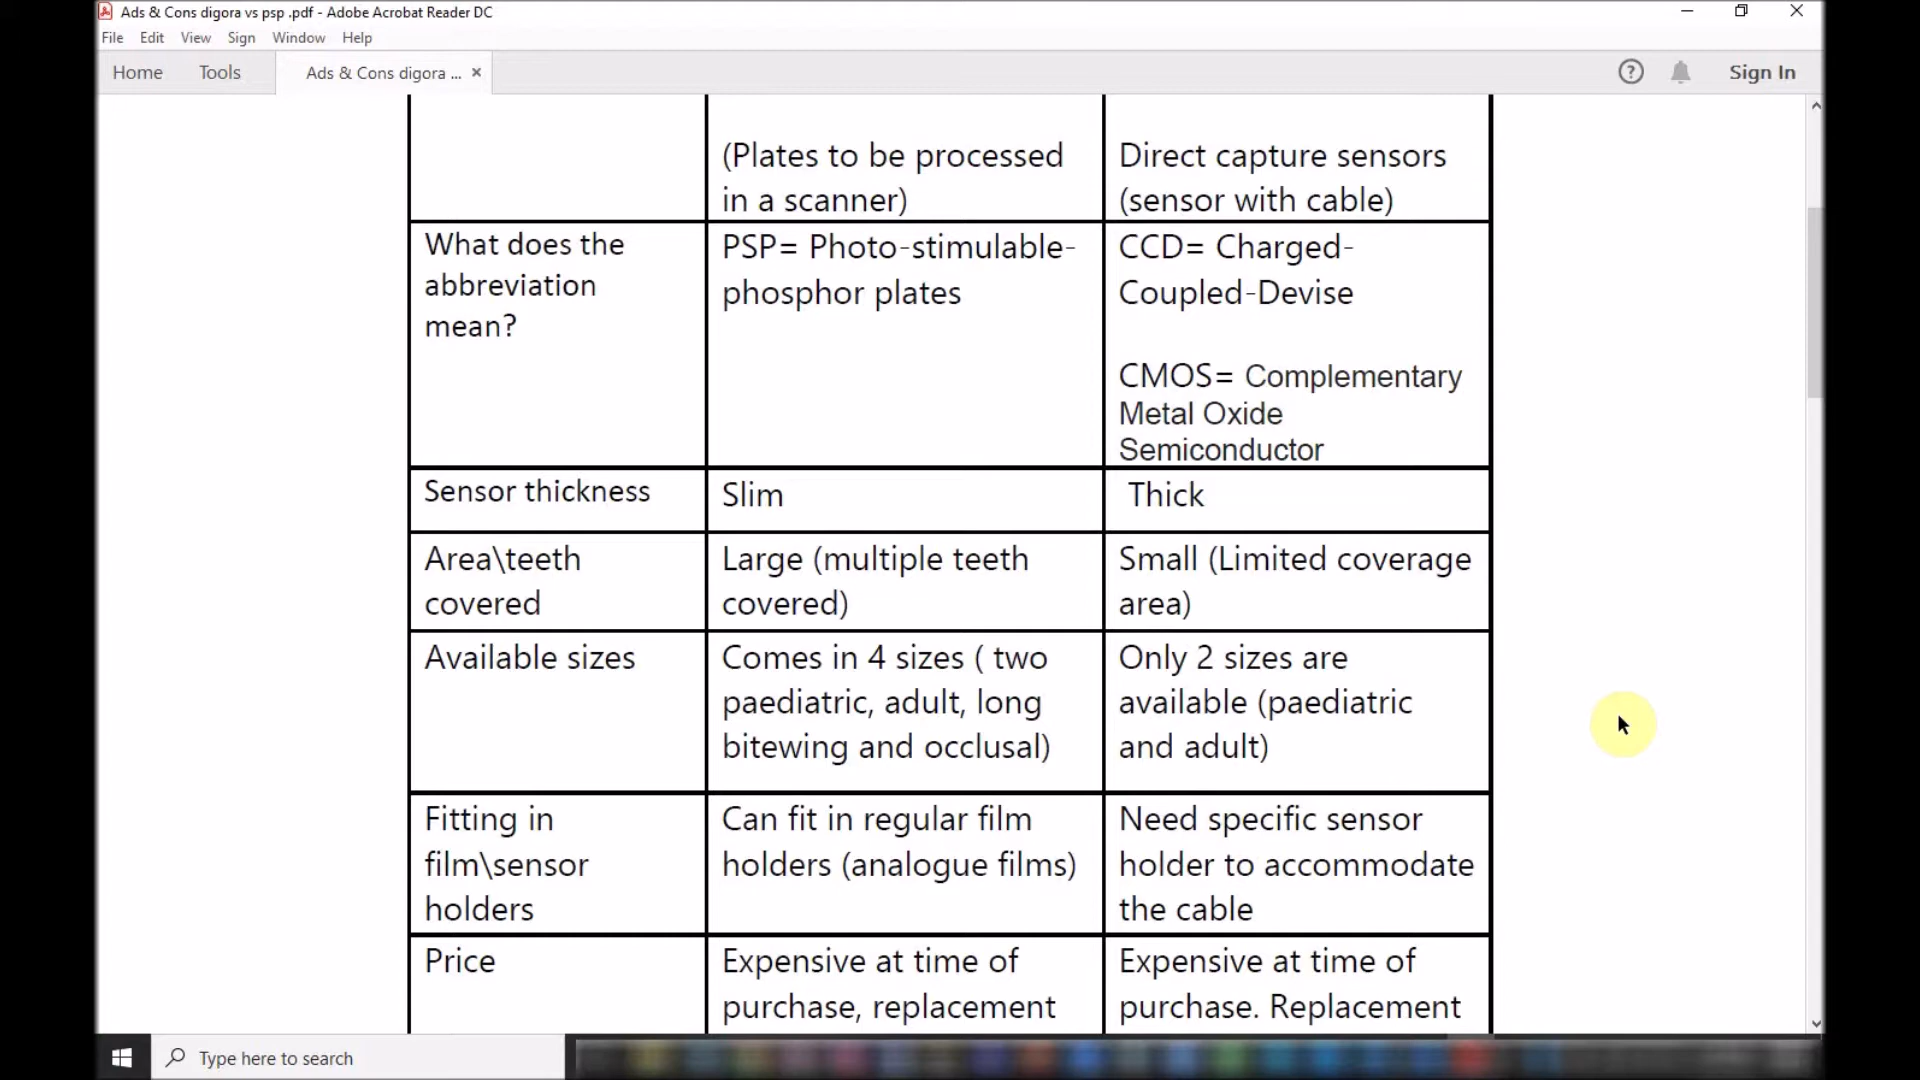 Ads & Cons digora vs psp .pdf - Adobe Acrobat Reader DC
File Edit View Sign Window Help
Home Tools Ads & Cons digora ... × ? Sign In
(Plates to be processed
in a scanner)
Direct capture sensors
(sensor with cable)
What does the
abbreviation
mean?
PSP= Photo-stimulable-
phosphor plates
CCD= Charged-
Coupled-Devise
CMOS= Complementary
Metal Oxide
Semiconductor
Sensor thickness
Slim
Thick
Area\teeth
covered
Large (multiple teeth
covered)
Small (Limited coverage
area)
Available sizes
Comes in 4 sizes ( two
paediatric, adult, long
bitewing and occlusal)
Only 2 sizes are
available (paediatric
and adult)
Fitting in
film\sensor
holders
Can fit in regular film
holders (analogue films)
Need specific sensor
holder to accommodate
the cable
Price
Expensive at time of
purchase, replacement
Expensive at time of
purchase. Replacement
Type here to search